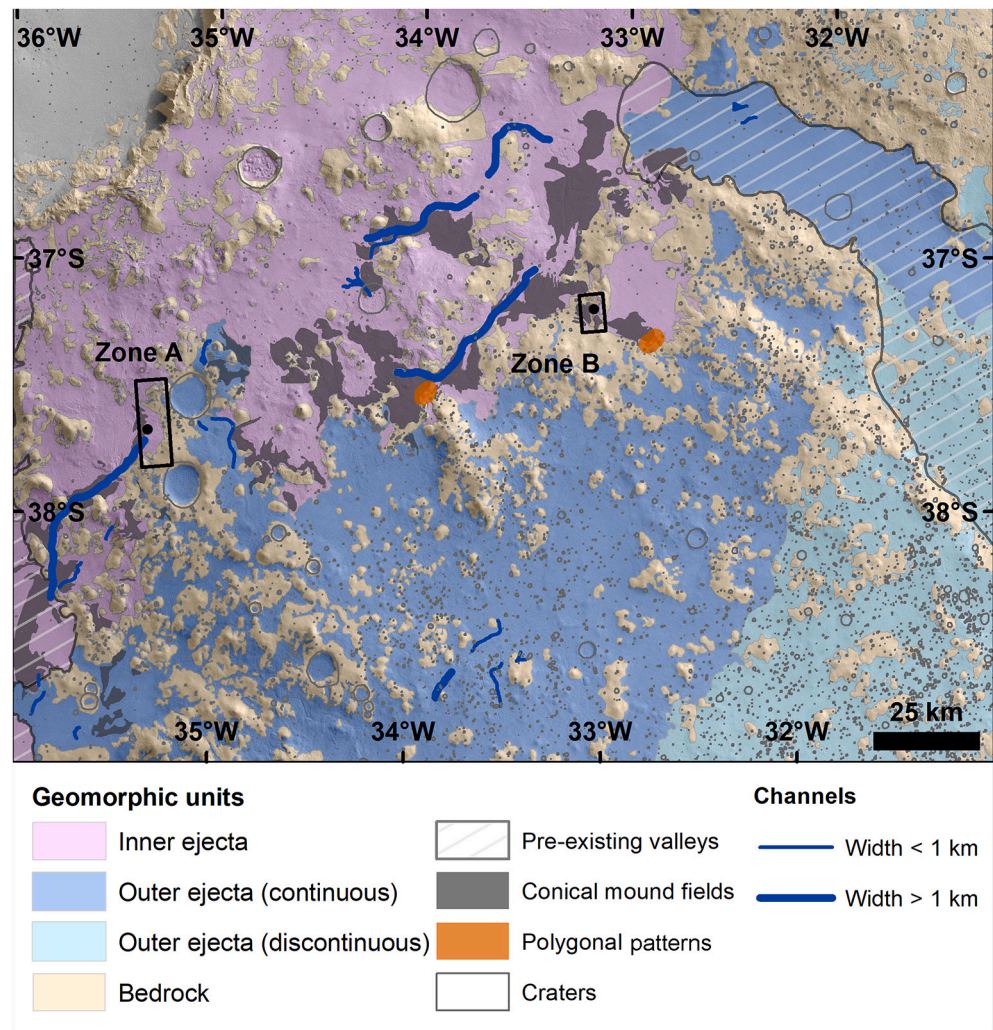 36°W 35°W 34°W 33°W 32°W
37°S 37°S
Zone A
Zone B
38°S 38°S
35°W 34°W 33°W 32°W
25 km
Geomorphic units
Inner ejecta
Outer ejecta (continuous)
Outer ejecta (discontinuous)
Bedrock
Pre-existing valleys
Conical mound fields
Polygonal patterns
Craters
Channels
Width < 1 km
Width > 1 km